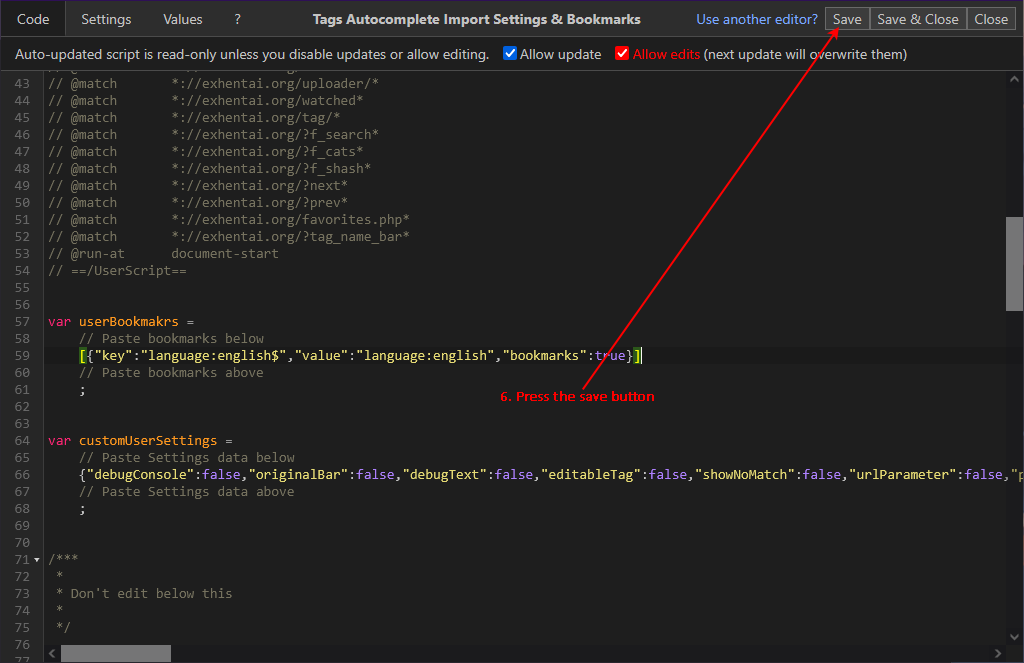 Code Settings Values ? Tags Autocomplete Import Settings & Bookmarks Use another editor? Save Save & Close Close
Auto-updated script is read-only unless you disable updates or allow editing. Allow update Allow edits (next update will overwrite them)
43 // @match *://exhentai.org/uploader/*
44 // @match *://exhentai.org/watched*
45 // @match *://exhentai.org/tag/*
46 // @match *://exhentai.org/?f_search*
47 // @match *://exhentai.org/?f_cats*
48 // @match *://exhentai.org/?f_shash*
49 // @match *://exhentai.org/?next*
50 // @match *://exhentai.org/?prev*
51 // @match *://exhentai.org/favorites.php*
52 // @match *://exhentai.org/?tag_name_bar*
53 // @run-at document-start
54 // ==/UserScript==
55
56
57 var userBookmakrs =
58 // Paste bookmarks below
59 [{"key":"language:english$","value":"language:english","bookmarks":true}]
60 // Paste bookmarks above
61 ;
6. Press the save button
62
63
64 var customUserSettings =
65 // Paste Settings data below
66 {"debugConsole":false,"originalBar":false,"debugText":false,"editableTag":false,"showNoMatch":false,"urlParameter":false,"p
67 // Paste Settings data above
68 ;
69
70
71 /***
72 *
73 * Don't edit below this
74 *
75 */
76
77